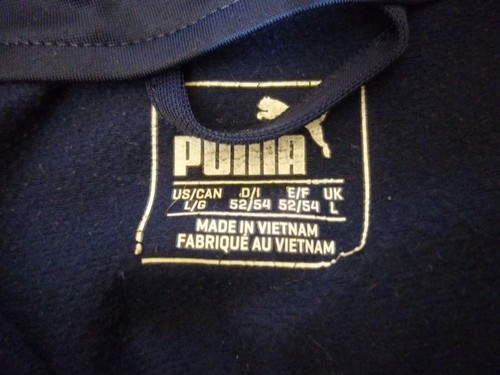 PUMA
US/CAN D/I E/F UK
L/G 52/54 52/54 L
MADE IN VIETNAM
FABRIQUÉ AU VIETNAM